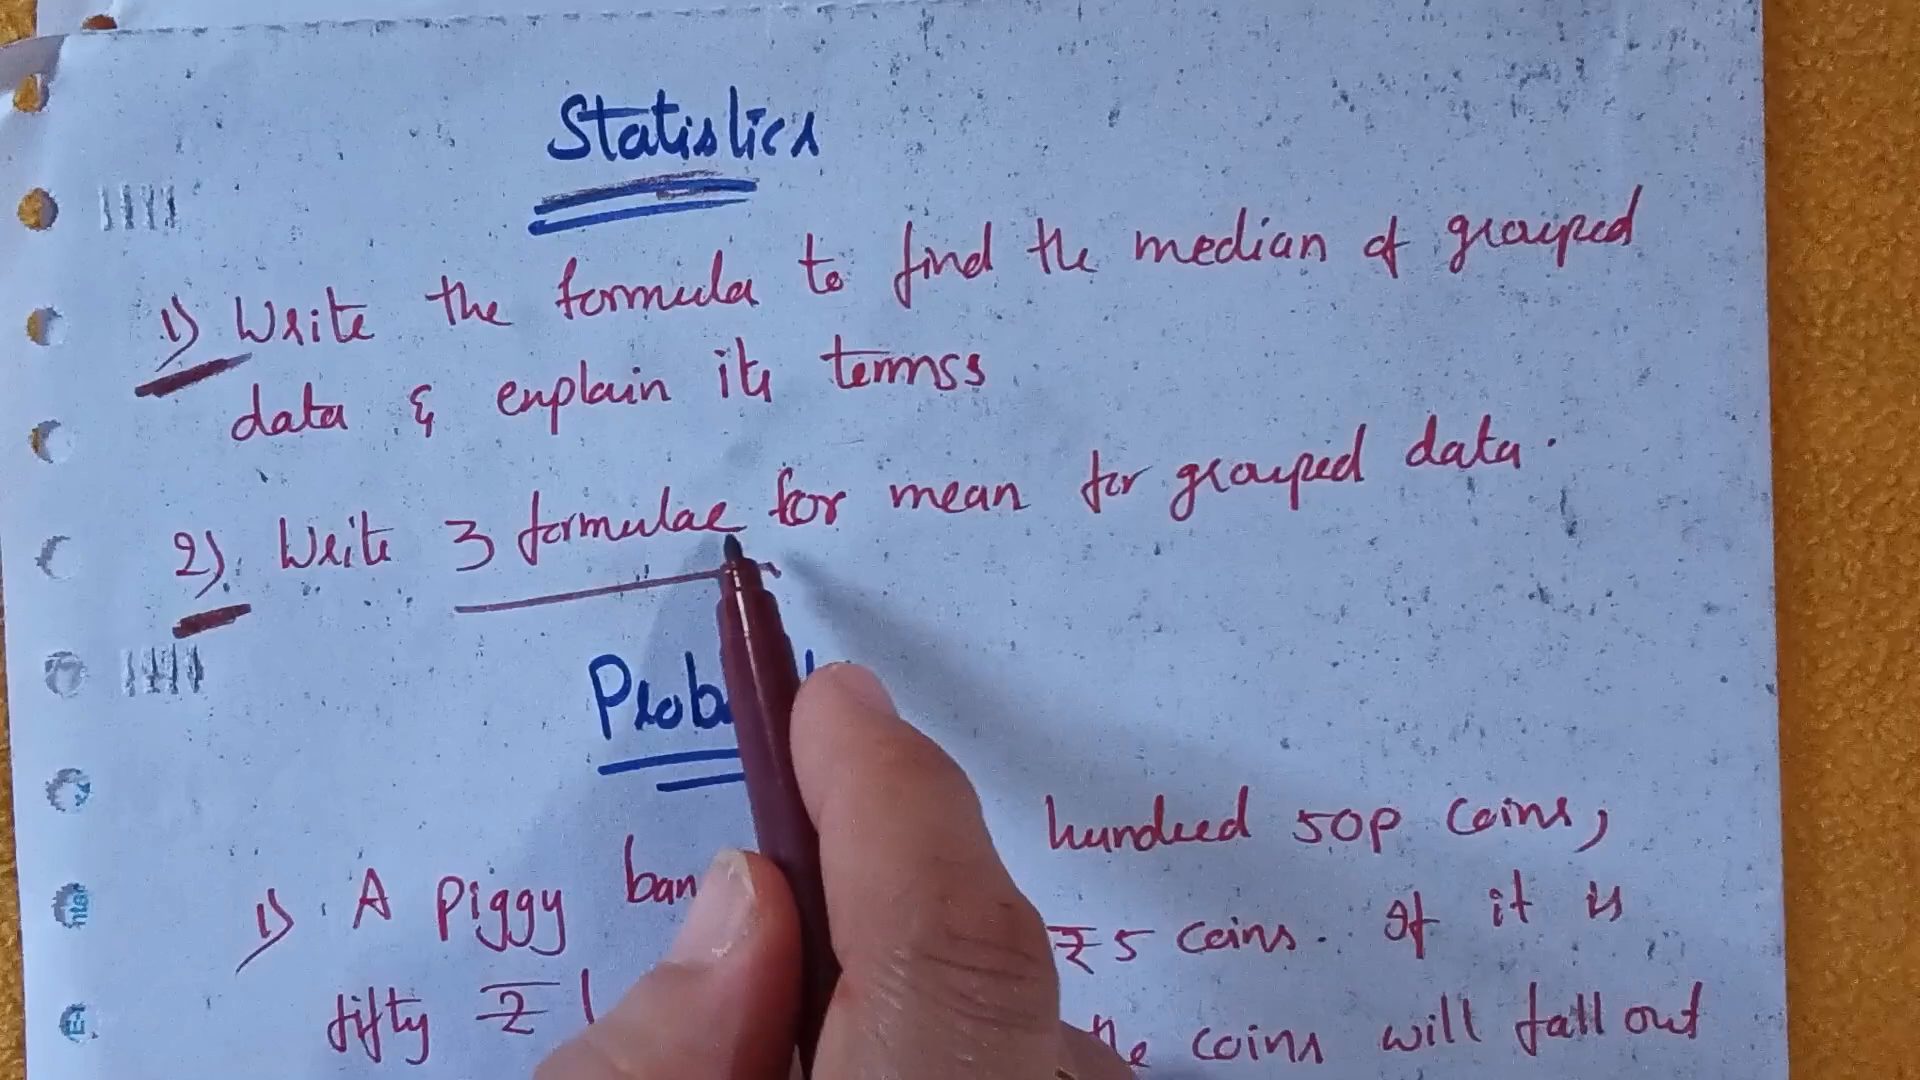 Statistics
1) Write the formula to find the median of grouped
data & explain its termss
2) Write 3 formulae for mean for grouped data.
1) A Piggy hundred 50p Coins,
fifty ₹ 1 ₹5 coins. If it is
coins will fall out